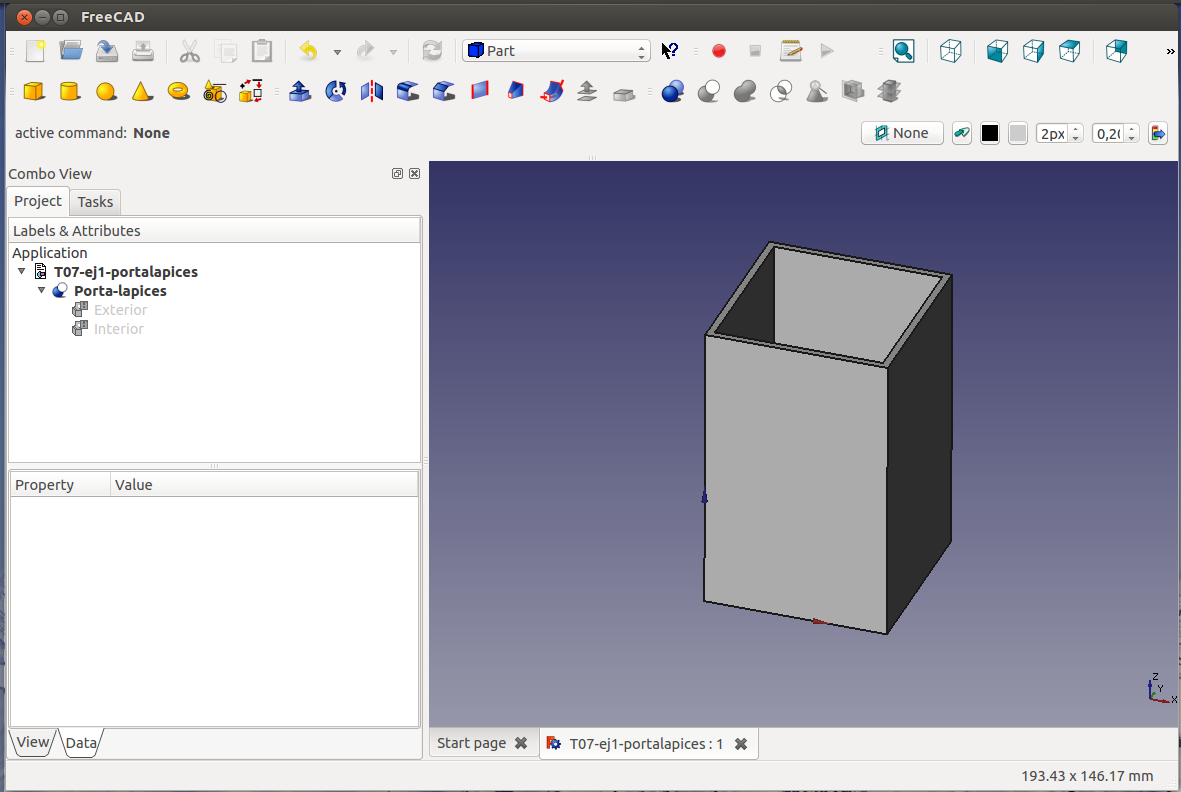 FreeCAD
Part
active command: None
None
2px
0,20
Combo View
Project
Tasks
Labels & Attributes
Application
T07-ej1-portalapices
Porta-lapices
Exterior
Interior
Property
Value
View
Data
Z
Y
X
Start page
T07-ej1-portalapices : 1
193.43 x 146.17 mm